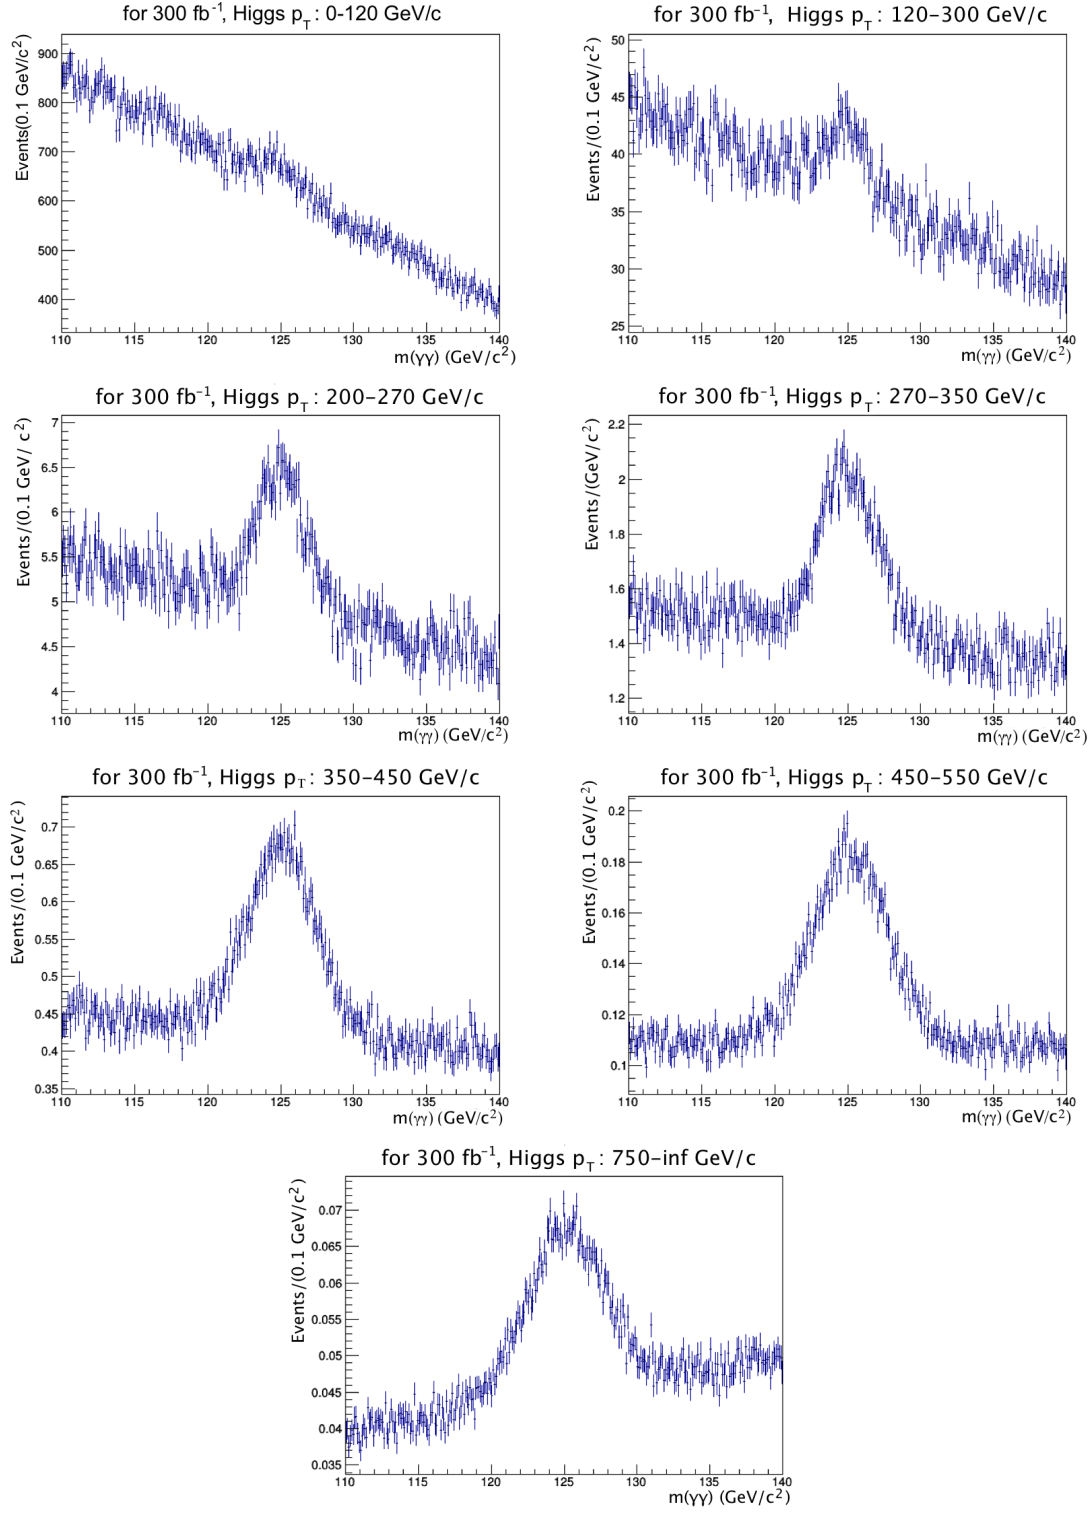 for 300 fb⁻¹, Higgs p_T : 0-120 GeV/c
Events(0.1 GeV/c²)
900
800
700
600
500
400
110 115 120 125 130 135 140
m(γγ) (GeV/c²)
for 300 fb⁻¹, Higgs p_T : 120–300 GeV/c
Events/(0.1 GeV/c²)
50
45
40
35
30
25
110 115 120 125 130 135 140
m(γγ) (GeV/c²)
for 300 fb⁻¹, Higgs p_T : 200–270 GeV/c
Events/(0.1 GeV/ c²)
7
6.5
6
5.5
5
4.5
4
110 115 120 125 130 135 140
m(γγ) (GeV/c²)
for 300 fb⁻¹, Higgs p_T : 270–350 GeV/c
Events/(GeV/c²)
2.2
2
1.8
1.6
1.4
1.2
110 115 120 125 130 135 140
m(γγ) (GeV/c²)
for 300 fb⁻¹, Higgs p_T : 350–450 GeV/c
Events/(0.1 GeV/c²)
0.7
0.65
0.6
0.55
0.5
0.45
0.4
0.35
110 115 120 125 130 135 140
m(γγ) (GeV/c²)
for 300 fb⁻¹, Higgs p_T : 450–550 GeV/c
Events/(0.1 GeV/c²)
0.2
0.18
0.16
0.14
0.12
0.1
110 115 120 125 130 135 140
m(γγ) (GeV/c²)
for 300 fb⁻¹, Higgs p_T : 750–inf GeV/c
Events/(0.1 GeV/c²)
0.07
0.065
0.06
0.055
0.05
0.045
0.04
0.035
110 115 120 125 130 135 140
m(γγ) (GeV/c²)